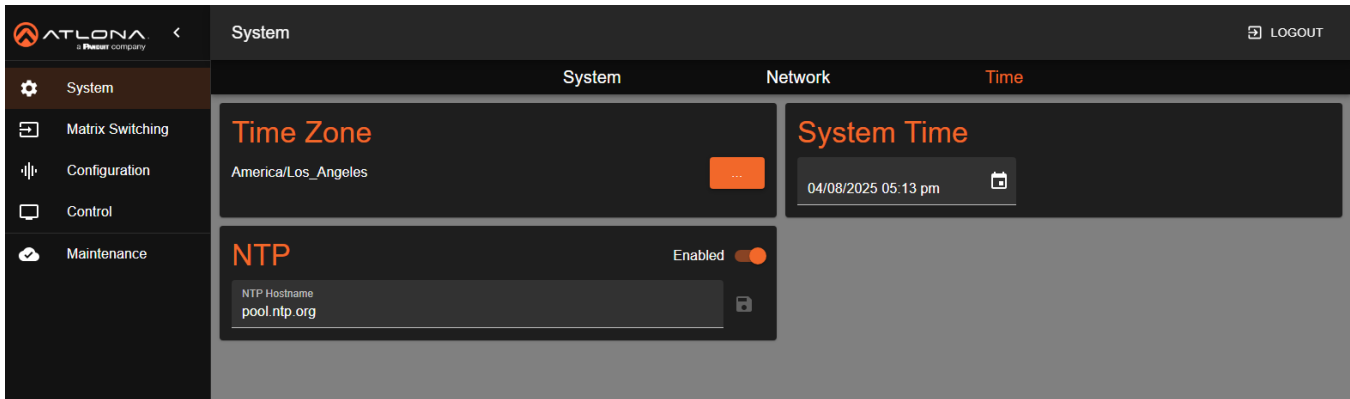 ATLONA
a PANDUIT company
System
LOGOUT
System
Matrix Switching
Configuration
Control
Maintenance
System Network Time
Time Zone
America/Los_Angeles
...
System Time
04/08/2025 05:13 pm
NTP
Enabled
NTP Hostname
pool.ntp.org